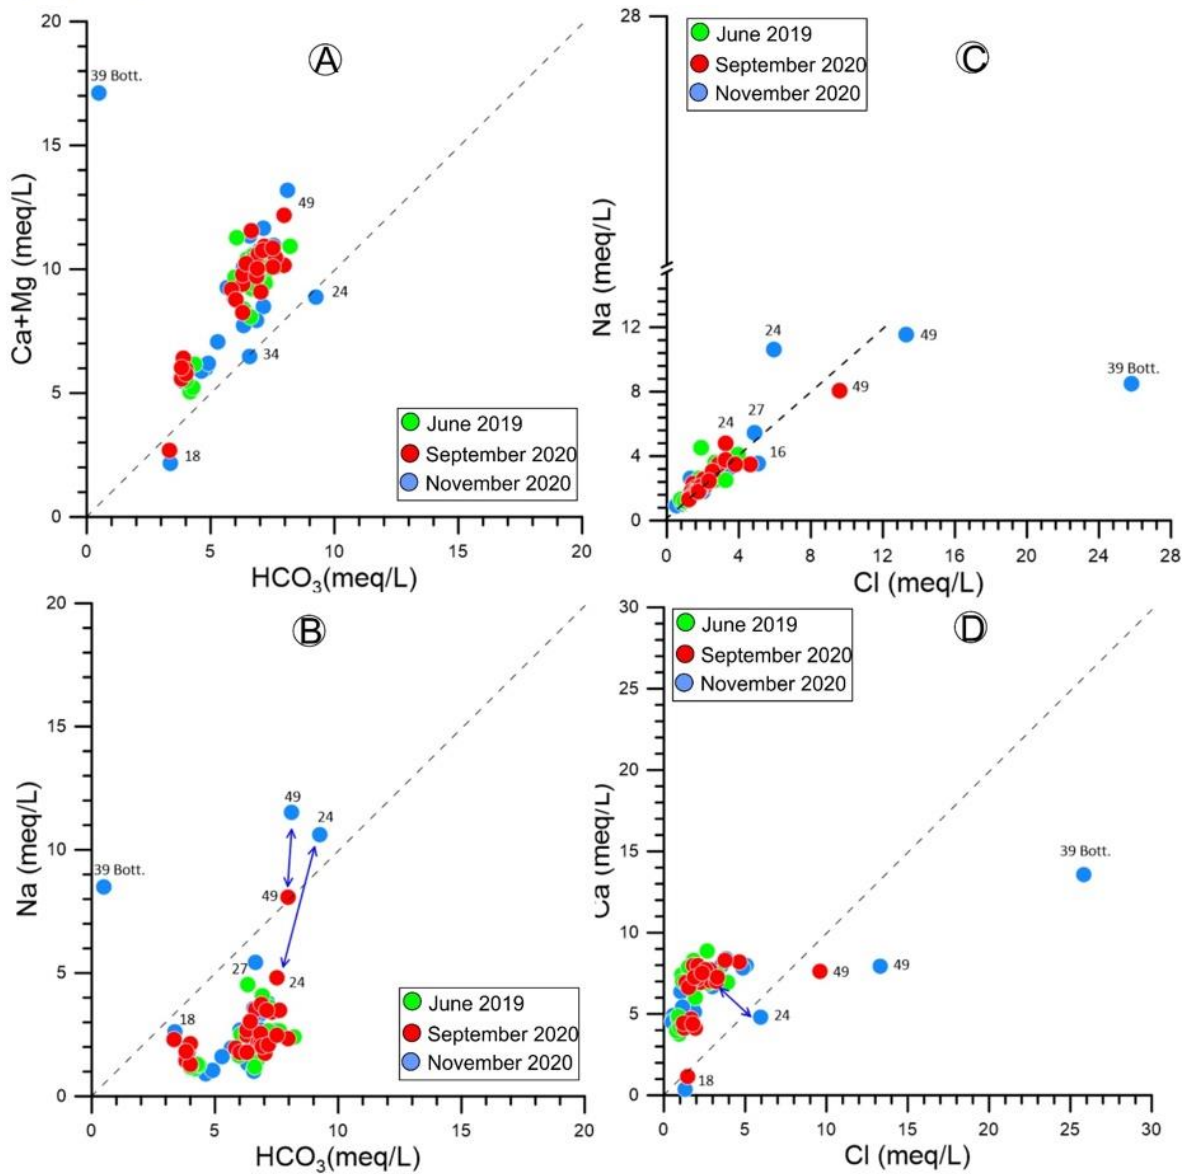 A
20
15
10
5
0
Ca+Mg (meq/L)
39 Bott.
49
24
34
18
June 2019
September 2020
November 2020
0 5 10 15 20
HCO₃(meq/L)
C
28
12
8
4
0
Na (meq/L)
June 2019
September 2020
November 2020
24
49
39 Bott.
49
27
24
16
0 4 8 12 16 20 24 28
Cl (meq/L)
B
20
15
10
5
0
Na (meq/L)
49
24
39 Bott.
49
27
24
18
June 2019
September 2020
November 2020
0 5 10 15 20
HCO₃(meq/L)
D
30
25
20
15
10
5
0
Ca (meq/L)
June 2019
September 2020
November 2020
39 Bott.
49
49
24
18
0 5 10 15 20 25 30
Cl (meq/L)